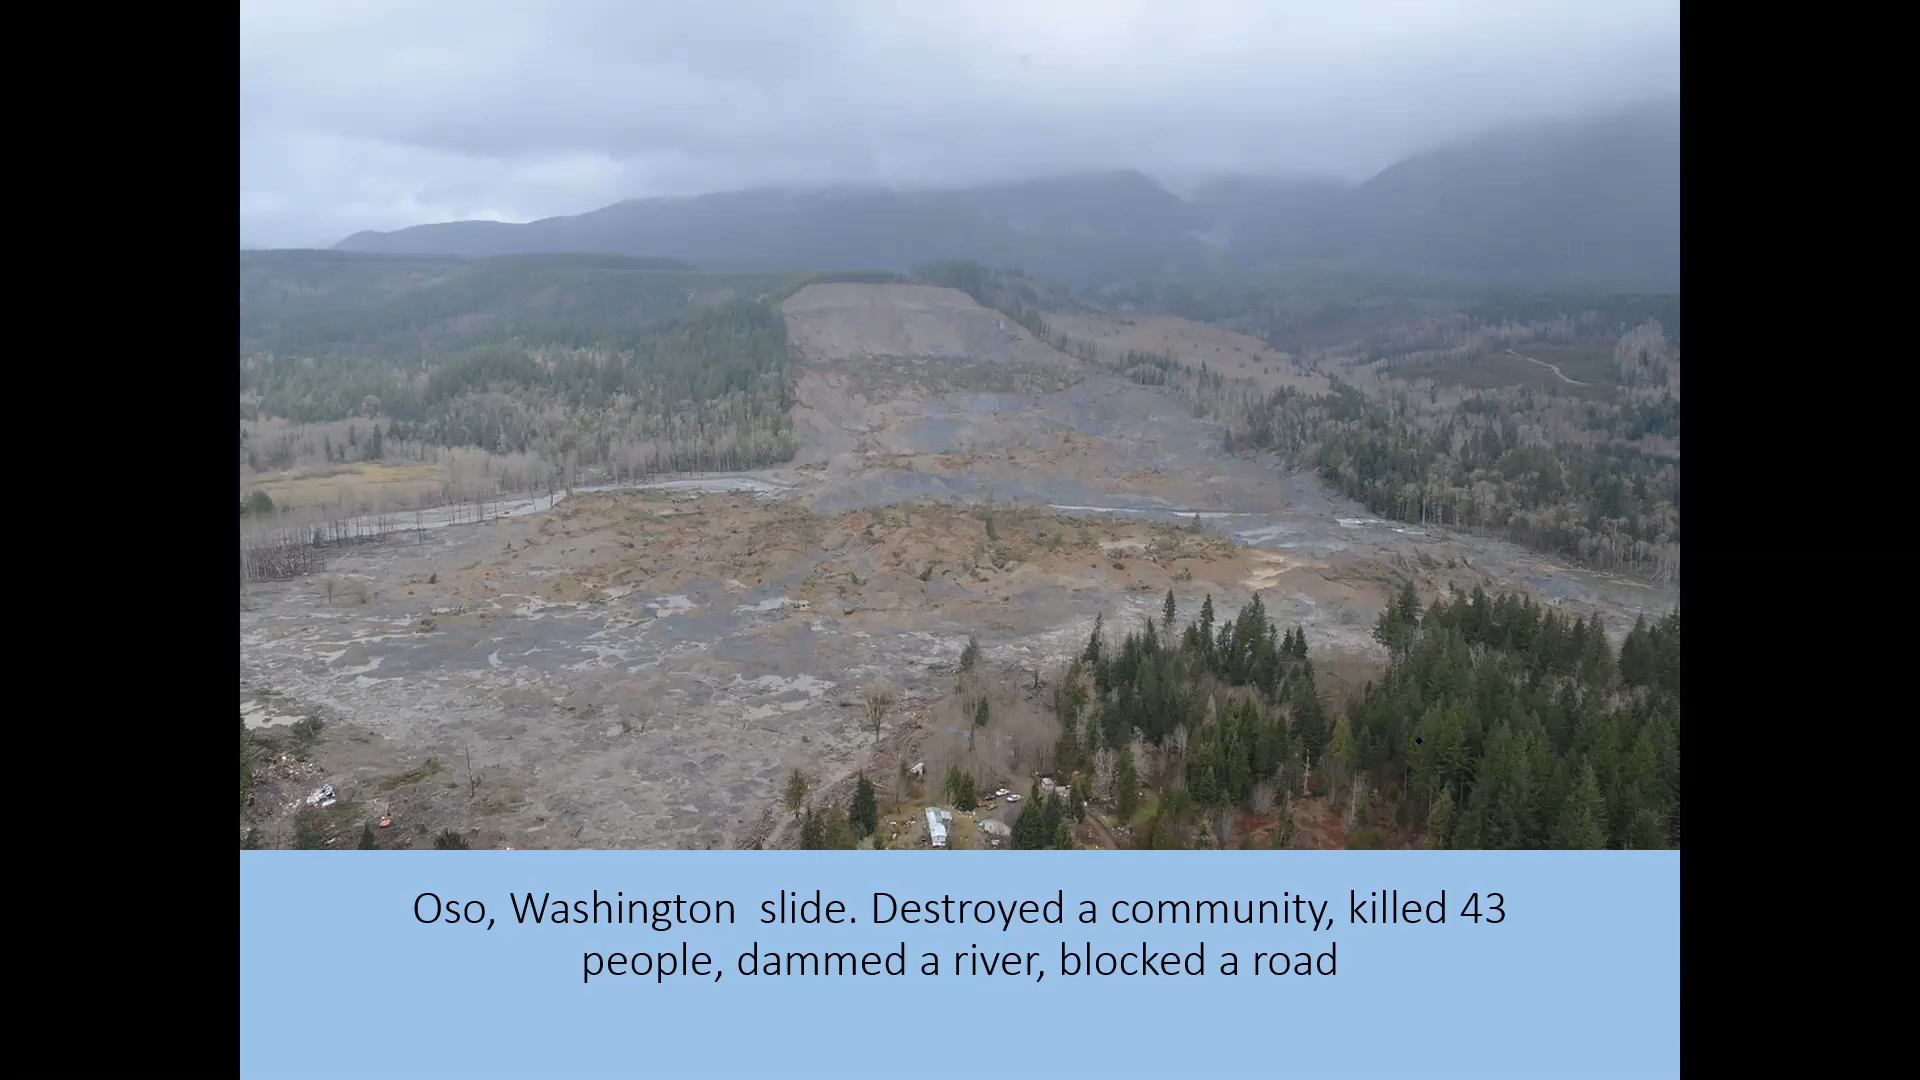 Oso, Washington  slide. Destroyed a community, killed 43
people, dammed a river, blocked a road